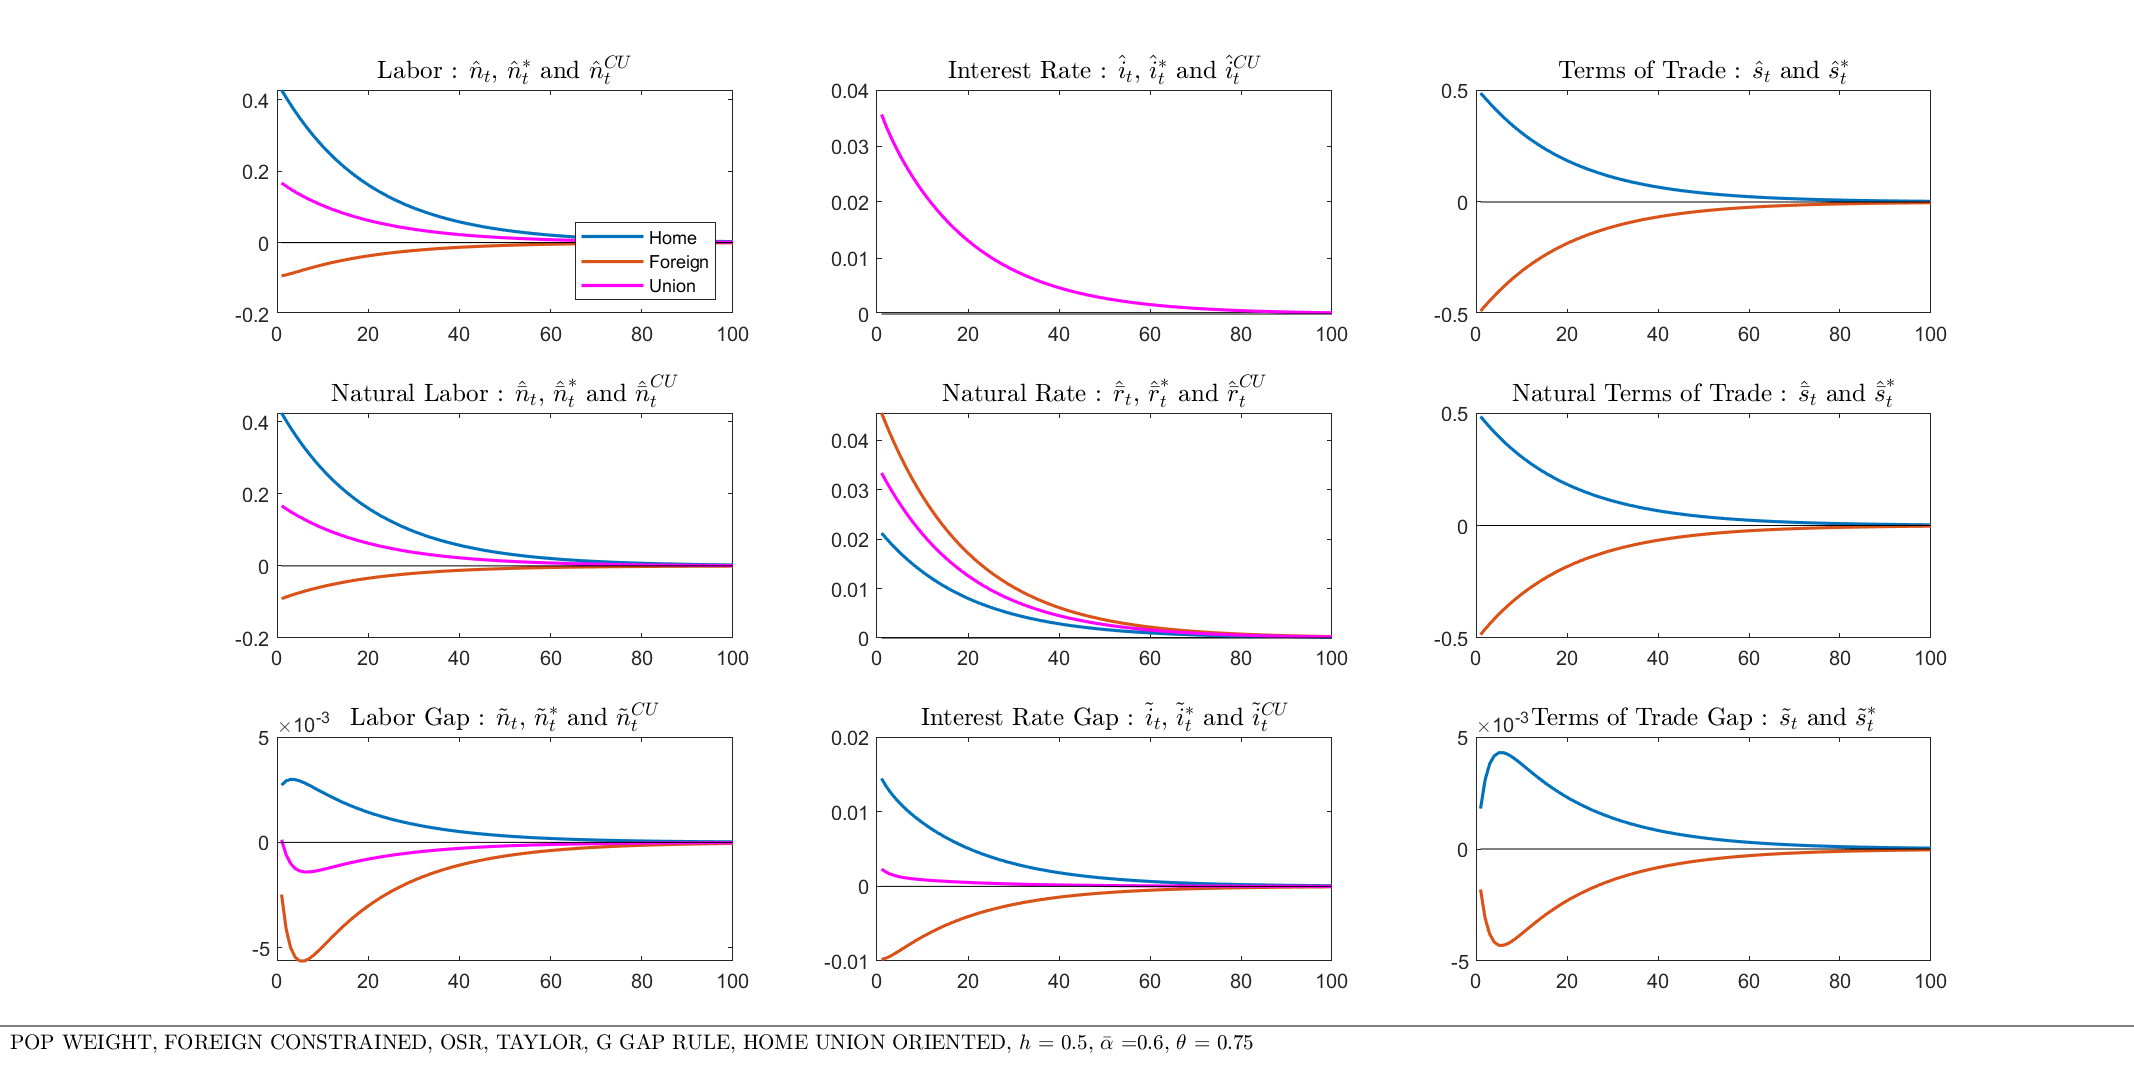 Labor : n̂ₜ, n̂ₜ* and n̂ₜᶜᵁ
Interest Rate : îₜ, îₜ* and îₜᶜᵁ
Terms of Trade : ŝₜ and ŝₜ*
0.4
0.2
0
-0.2
0 20 40 60 80 100
Home
Foreign
Union
0.04
0.03
0.02
0.01
0
0 20 40 60 80 100
0.5
0
-0.5
0 20 40 60 80 100
Natural Labor : n̄̂ₜ, n̄̂ₜ* and n̄̂ₜᶜᵁ
Natural Rate : r̄̂ₜ, r̄̂ₜ* and r̄̂ₜᶜᵁ
Natural Terms of Trade : s̄̂ₜ and s̄̂ₜ*
0.4
0.2
0
-0.2
0 20 40 60 80 100
0.04
0.03
0.02
0.01
0
0 20 40 60 80 100
0.5
0
-0.5
0 20 40 60 80 100
×10⁻³ Labor Gap : ñₜ, ñₜ* and ñₜᶜᵁ
Interest Rate Gap : ĩₜ, ĩₜ* and ĩₜᶜᵁ
×10⁻³ Terms of Trade Gap : s̃ₜ and s̃ₜ*
5
0
-5
0 20 40 60 80 100
0.02
0.01
0
-0.01
0 20 40 60 80 100
5
0
-5
0 20 40 60 80 100
POP WEIGHT, FOREIGN CONSTRAINED, OSR, TAYLOR, G GAP RULE, HOME UNION ORIENTED, h = 0.5, ᾱ =0.6, θ = 0.75